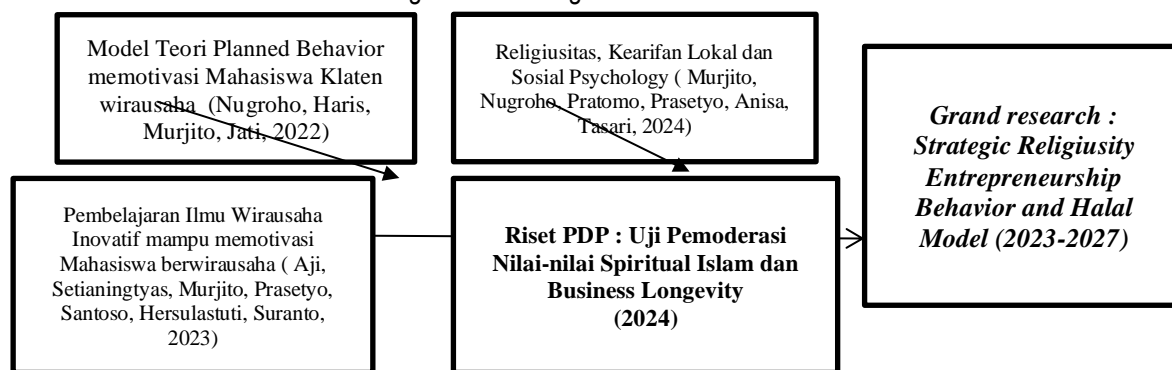 Model Teori Planned Behavior
memotivasi Mahasiswa Klaten
wirausaha (Nugroho, Haris,
Murjito, Jati, 2022)
Religiusitas, Kearifan Lokal dan
Sosial Psychology ( Murjito,
Nugroho, Pratomo, Prasetyo, Anisa,
Tasari, 2024)
Pembelajaran Ilmu Wirausaha
Inovatif mampu memotivasi
Mahasiswa berwirausaha ( Aji,
Setianingtyas, Murjito, Prasetyo,
Santoso, Hersulastuti, Suranto,
2023)
Riset PDP : Uji Pemoderasi
Nilai-nilai Spiritual Islam dan
Business Longevity
(2024)
Grand research :
Strategic Religiusity
Entrepreneurship
Behavior and Halal
Model (2023-2027)